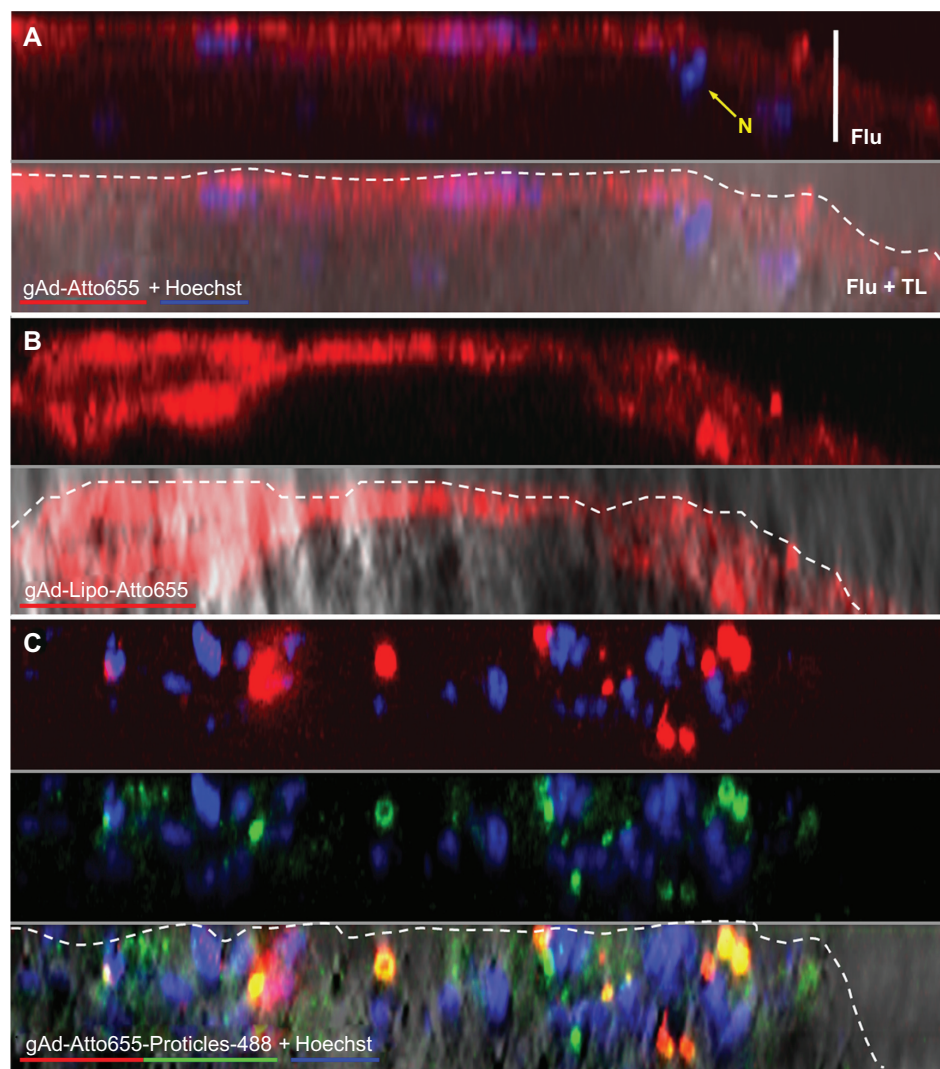 A
N
Flu
gAd-Atto655 + Hoechst
Flu + TL
B
gAd-Lipo-Atto655
C
gAd-Atto655-Proticles-488 + Hoechst